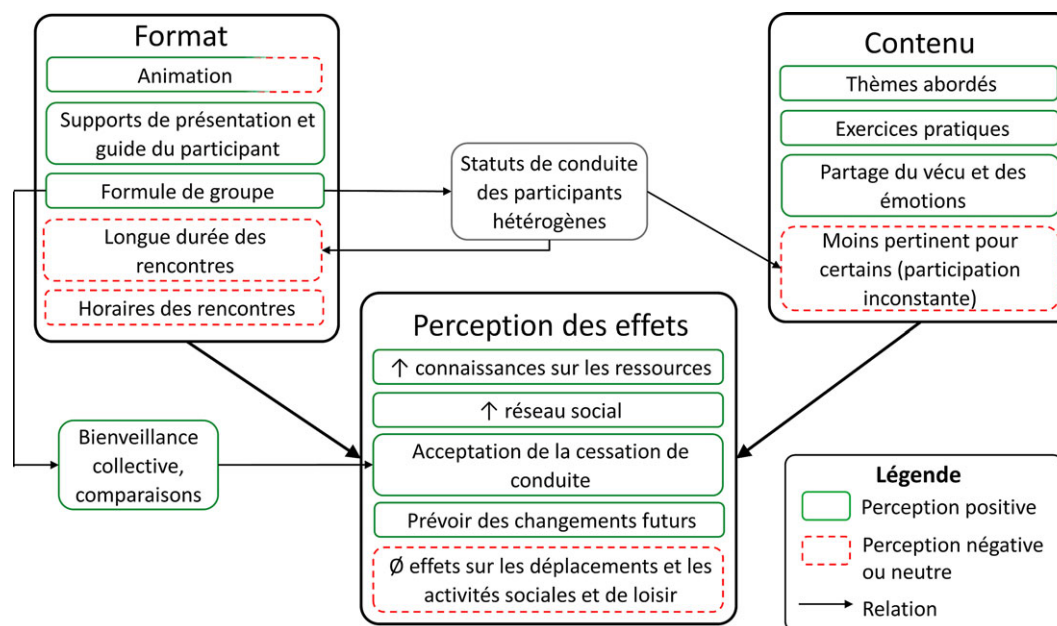 Format
Animation
Supports de présentation et
guide du participant
Formule de groupe
Longue durée des
rencontres
Horaires des rencontres
Statuts de conduite
des participants
hétérogènes
Contenu
Thèmes abordés
Exercices pratiques
Partage du vécu et des
émotions
Moins pertinent pour
certains (participation
inconstante)
Bienveillance
collective,
comparaisons
Perception des effets
↑ connaissances sur les ressources
↑ réseau social
Acceptation de la cessation de
conduite
Prévoir des changements futurs
Ø effets sur les déplacements et les
activités sociales et de loisir
Légende
Perception positive
Perception négative
ou neutre
Relation